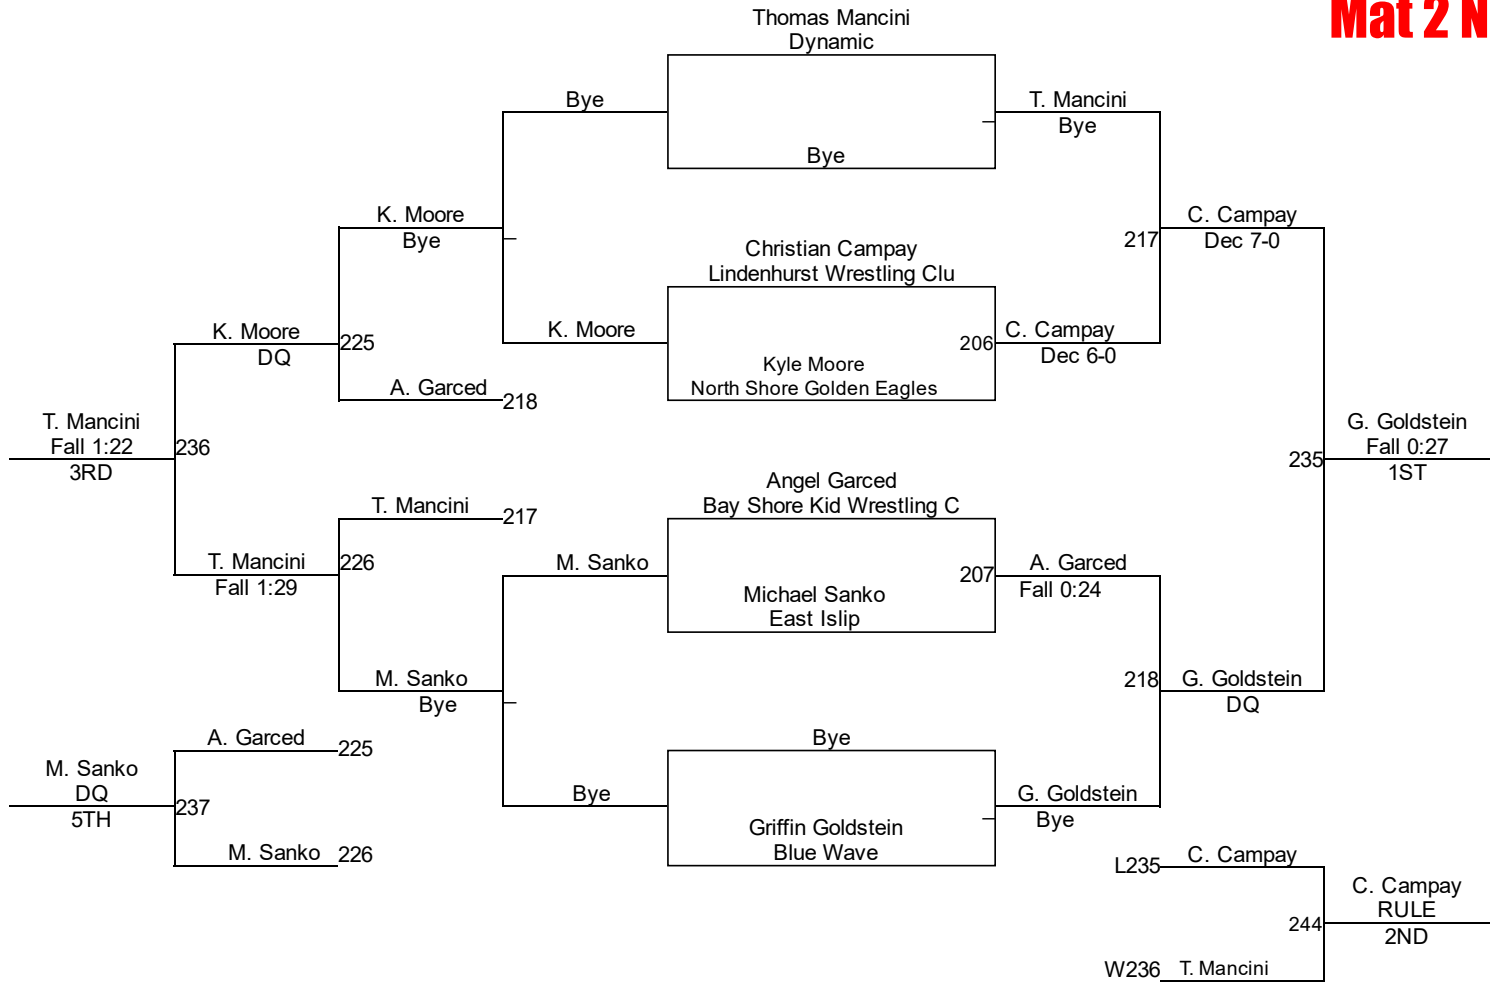 Mat 2 N
Thomas Mancini
Dynamic
Bye
T. Mancini
Bye
Bye
K. Moore
Bye
C. Campay
Dec 7-0
217
Christian Campay
Lindenhurst Wrestling Clu
K. Moore
DQ
225
K. Moore
206
C. Campay
Dec 6-0
Kyle Moore
North Shore Golden Eagles
A. Garced
218
T. Mancini
Fall 1:22
3RD
236
G. Goldstein
Fall 0:27
1ST
235
Angel Garced
Bay Shore Kid Wrestling C
T. Mancini
217
T. Mancini
Fall 1:29
226
M. Sanko
207
A. Garced
Fall 0:24
Michael Sanko
East Islip
M. Sanko
Bye
218
G. Goldstein
DQ
A. Garced
225
Bye
M. Sanko
DQ
5TH
237
Bye
G. Goldstein
Bye
Griffin Goldstein
Blue Wave
M. Sanko
226
L235
C. Campay
C. Campay
RULE
2ND
244
W236
T. Mancini